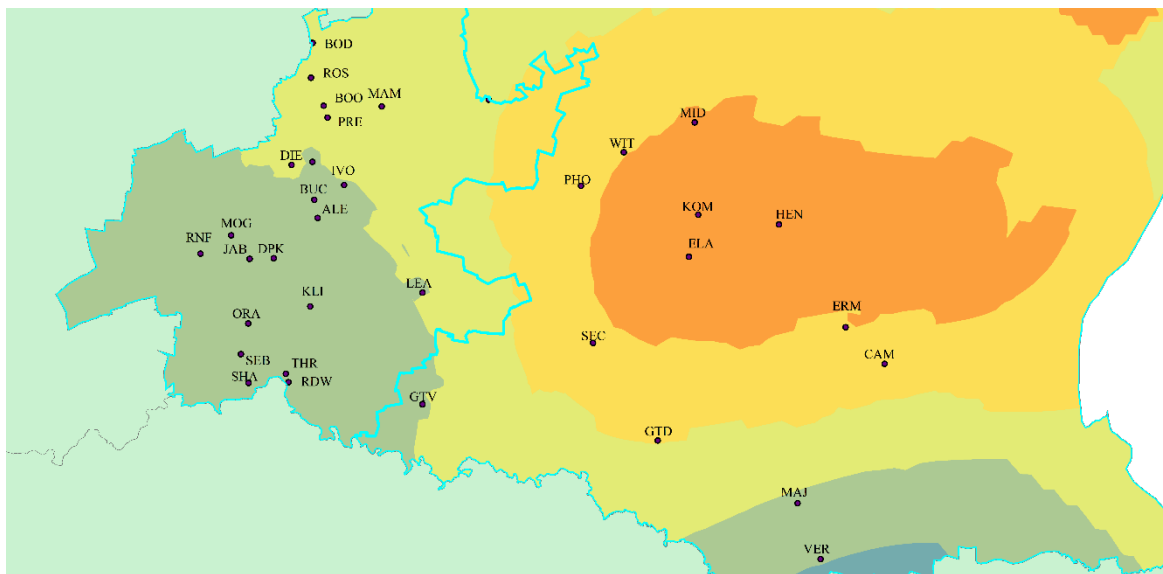 BOD
ROS
BOO MAM
PRE
MID
WIT
DIE
IVO
PHO
BUC
ALE
KOM
HEN
MOG
RNF
JAB DPK
ELA
LEA
KLI
ERM
ORA
SEC
CAM
SEB THR
SHA RDW
GTV
GTD
MAJ
VER